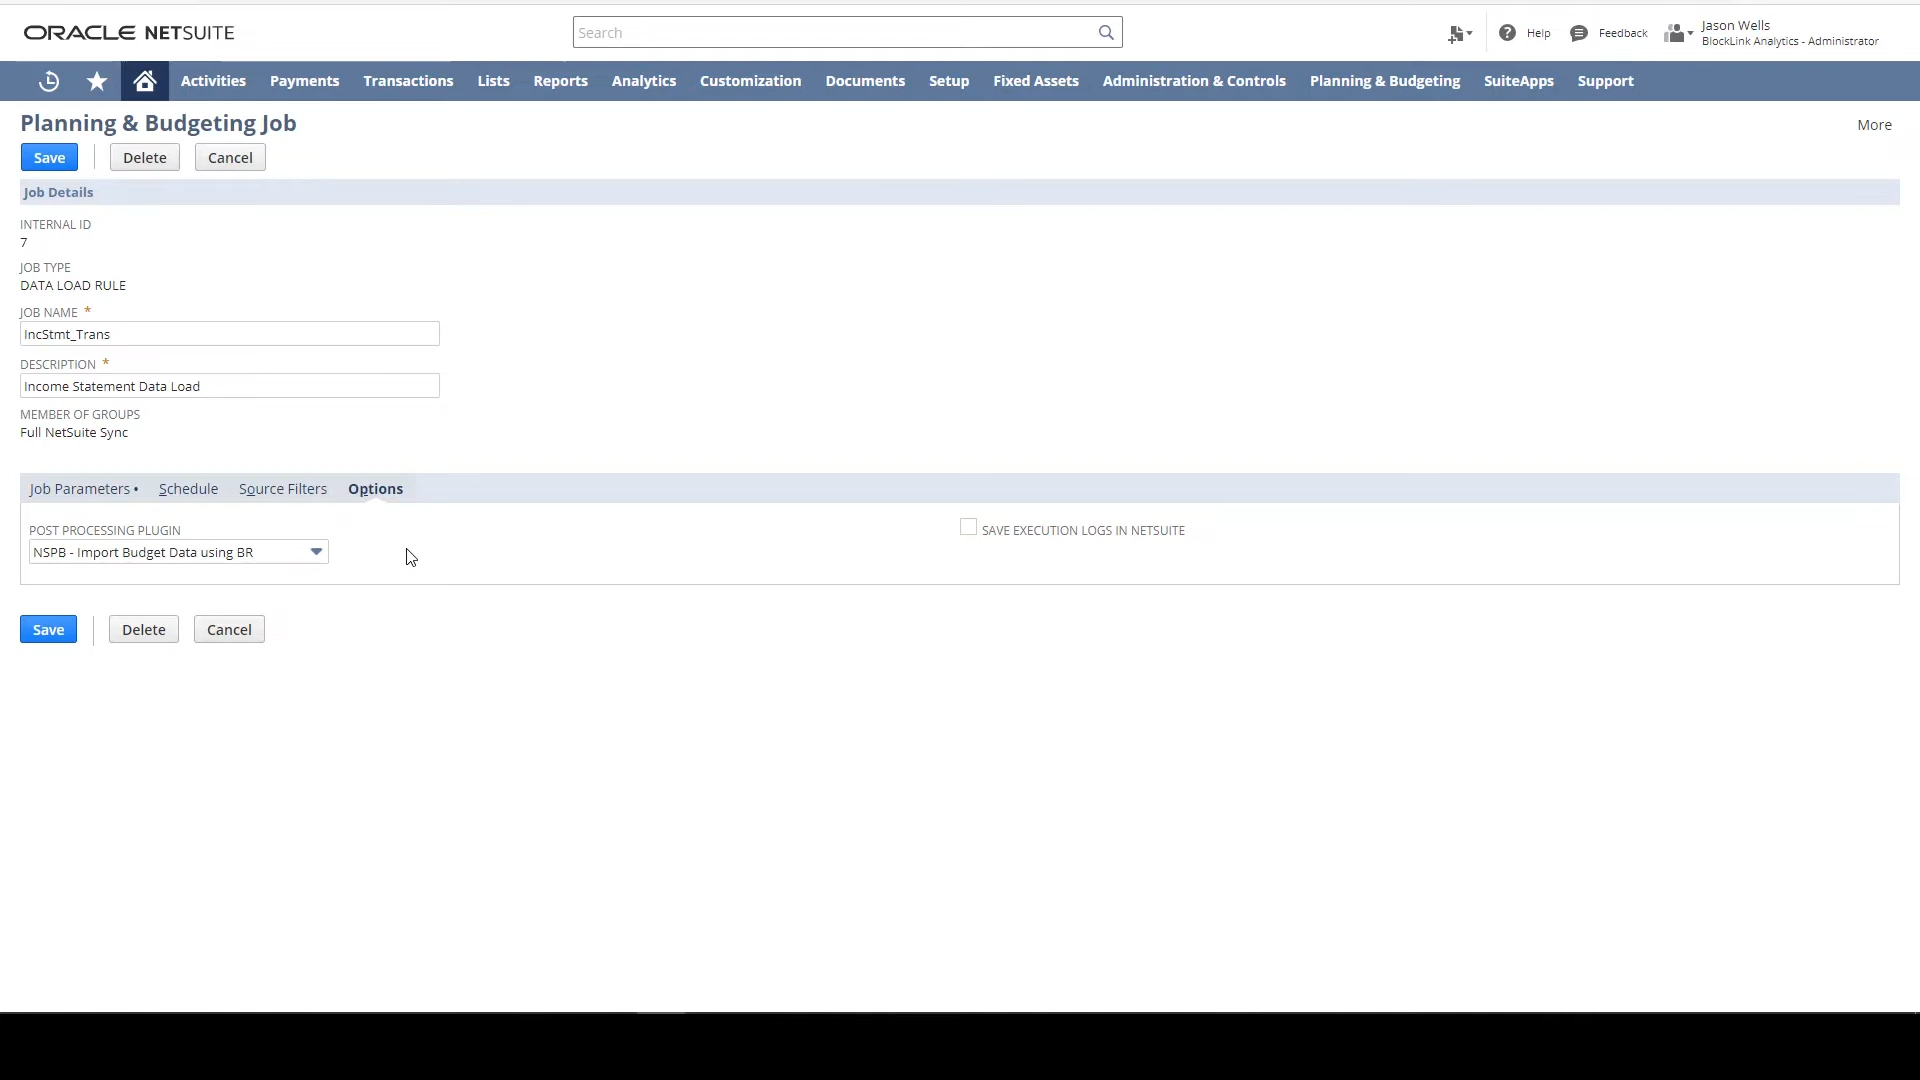 ORACLE NETSUITE
Search
Help
Feedback
Jason Wells
BlockLink Analytics - Administrator
Activities Payments Transactions Lists Reports Analytics Customization Documents Setup Fixed Assets Administration & Controls Planning & Budgeting SuiteApps Support
Planning & Budgeting Job
More
Save Delete Cancel
Job Details
INTERNAL ID
7
JOB TYPE
DATA LOAD RULE
JOB NAME *
IncStmt_Trans
DESCRIPTION *
Income Statement Data Load
MEMBER OF GROUPS
Full NetSuite Sync
Job Parameters • Schedule Source Filters Options
POST PROCESSING PLUGIN
SAVE EXECUTION LOGS IN NETSUITE
NSPB - Import Budget Data using BR
Save Delete Cancel